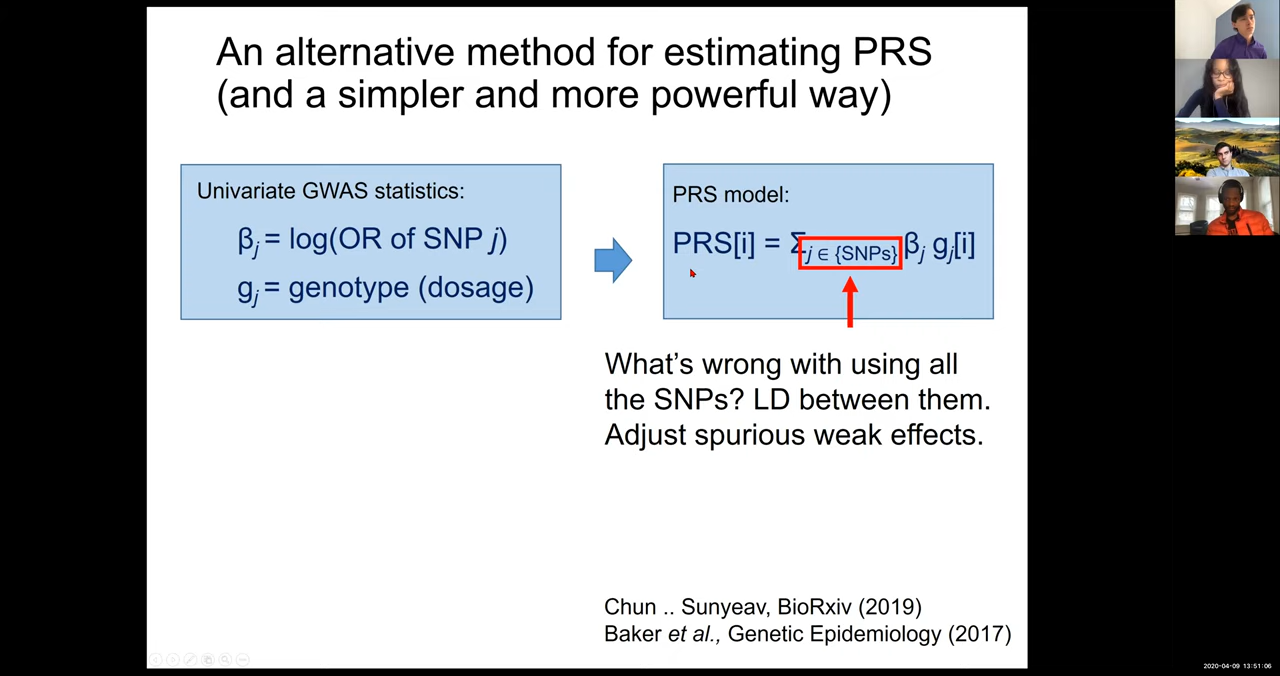 An alternative method for estimating PRS
(and a simpler and more powerful way)
Univariate GWAS statistics:
βj = log(OR of SNP j)
gj = genotype (dosage)
PRS model:
PRS[i] = Σj ∈ {SNPs} βj gj[i]
What's wrong with using all
the SNPs? LD between them.
Adjust spurious weak effects.
Chun .. Sunyeav, BioRxiv (2019)
Baker et al., Genetic Epidemiology (2017)
2020-04-09 13:51:06